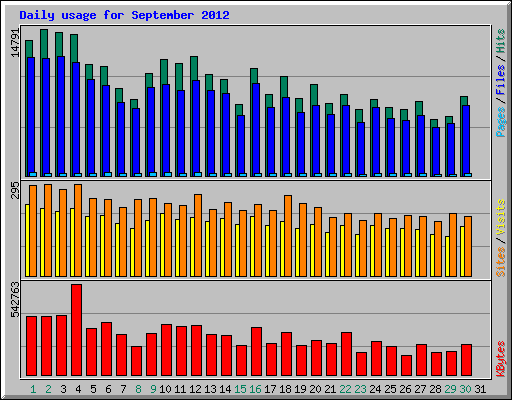 Daily usage for September 2012
14791
Pages / Files / Hits
295
Sites / Visits
542763
KBytes
1 2 3 4 5 6 7 8 9 10 11 12 13 14 15 16 17 18 19 20 21 22 23 24 25 26 27 28 29 30 31